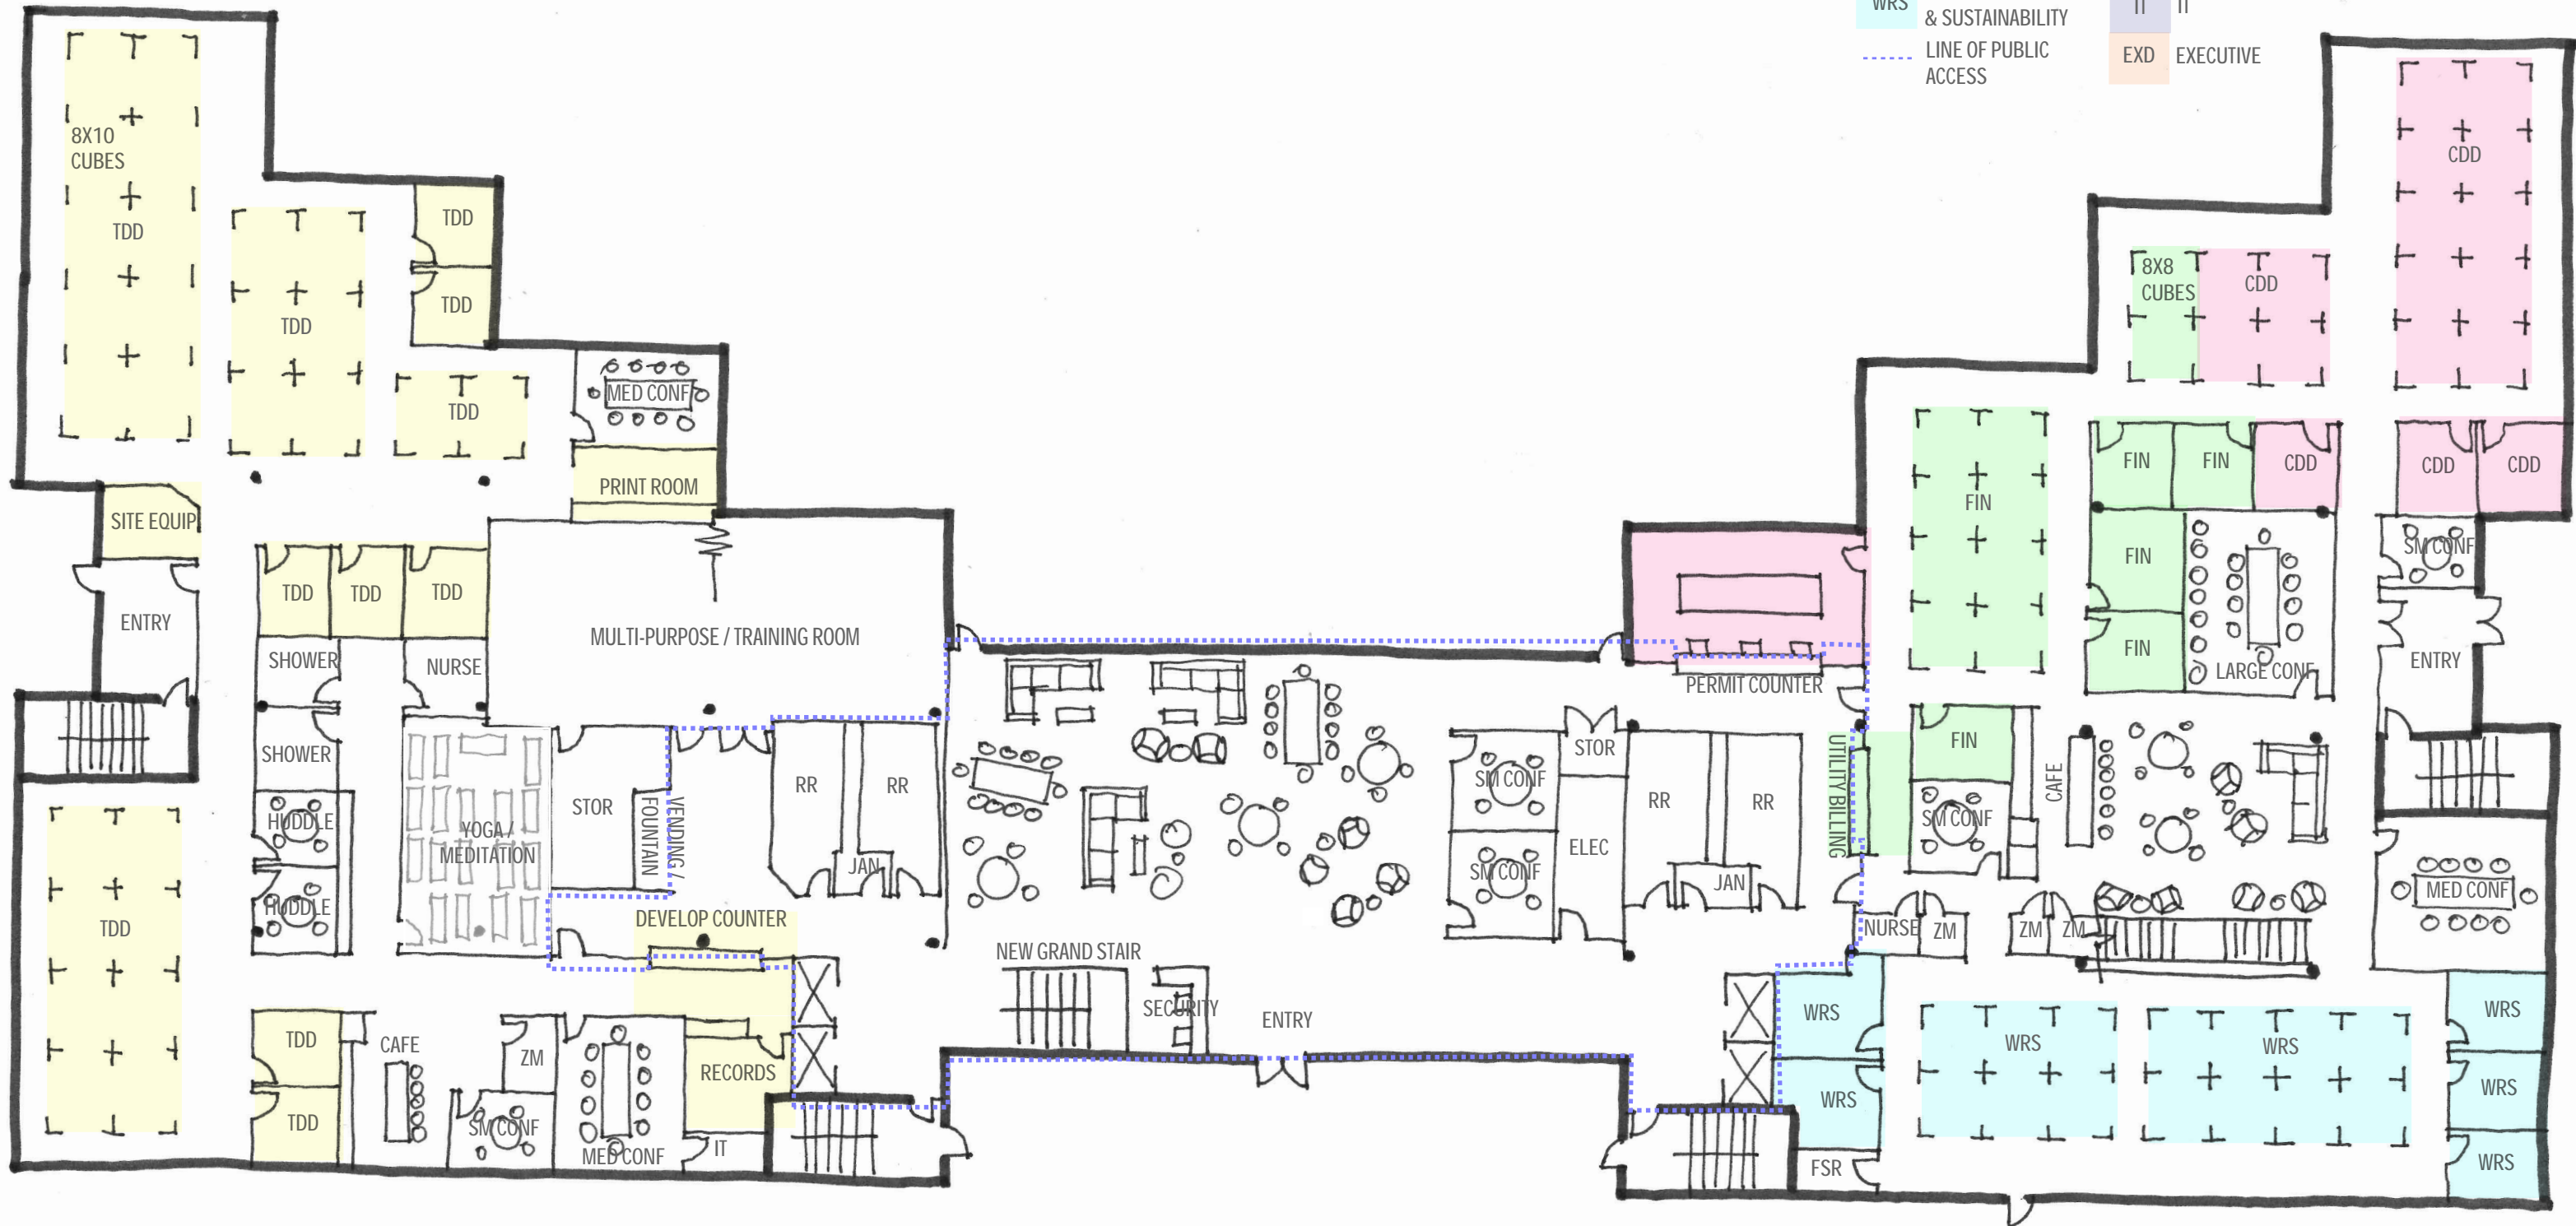 WRS
& SUSTAINABILITY
IT
IT
LINE OF PUBLIC
ACCESS
EXD
EXECUTIVE
8X10
CUBES
TDD
TDD
TDD
TDD
TDD
MED CONF
PRINT ROOM
SITE EQUIP
TDD
TDD
TDD
ENTRY
SHOWER
NURSE
MULTI-PURPOSE / TRAINING ROOM
SHOWER
HUDDLE
HUDDLE
YOGA /
MEDITATION
STOR
VENDING /
FOUNTAIN
RR
RR
JAN
TDD
DEVELOP COUNTER
TDD
TDD
CAFE
ZM
SM CONF
MED CONF
RECORDS
IT
NEW GRAND STAIR
SECURITY
ENTRY
CDD
8X8
CUBES
CDD
FIN
FIN
FIN
CDD
CDD
CDD
FIN
FIN
LARGE CONF
SM CONF
ENTRY
PERMIT COUNTER
STOR
SM CONF
SM CONF
ELEC
RR
RR
JAN
UTILITY BILLING
FIN
SM CONF
CAFE
MED CONF
NURSE
ZM
ZM
ZM
WRS
WRS
FSR
WRS
WRS
WRS
WRS
WRS